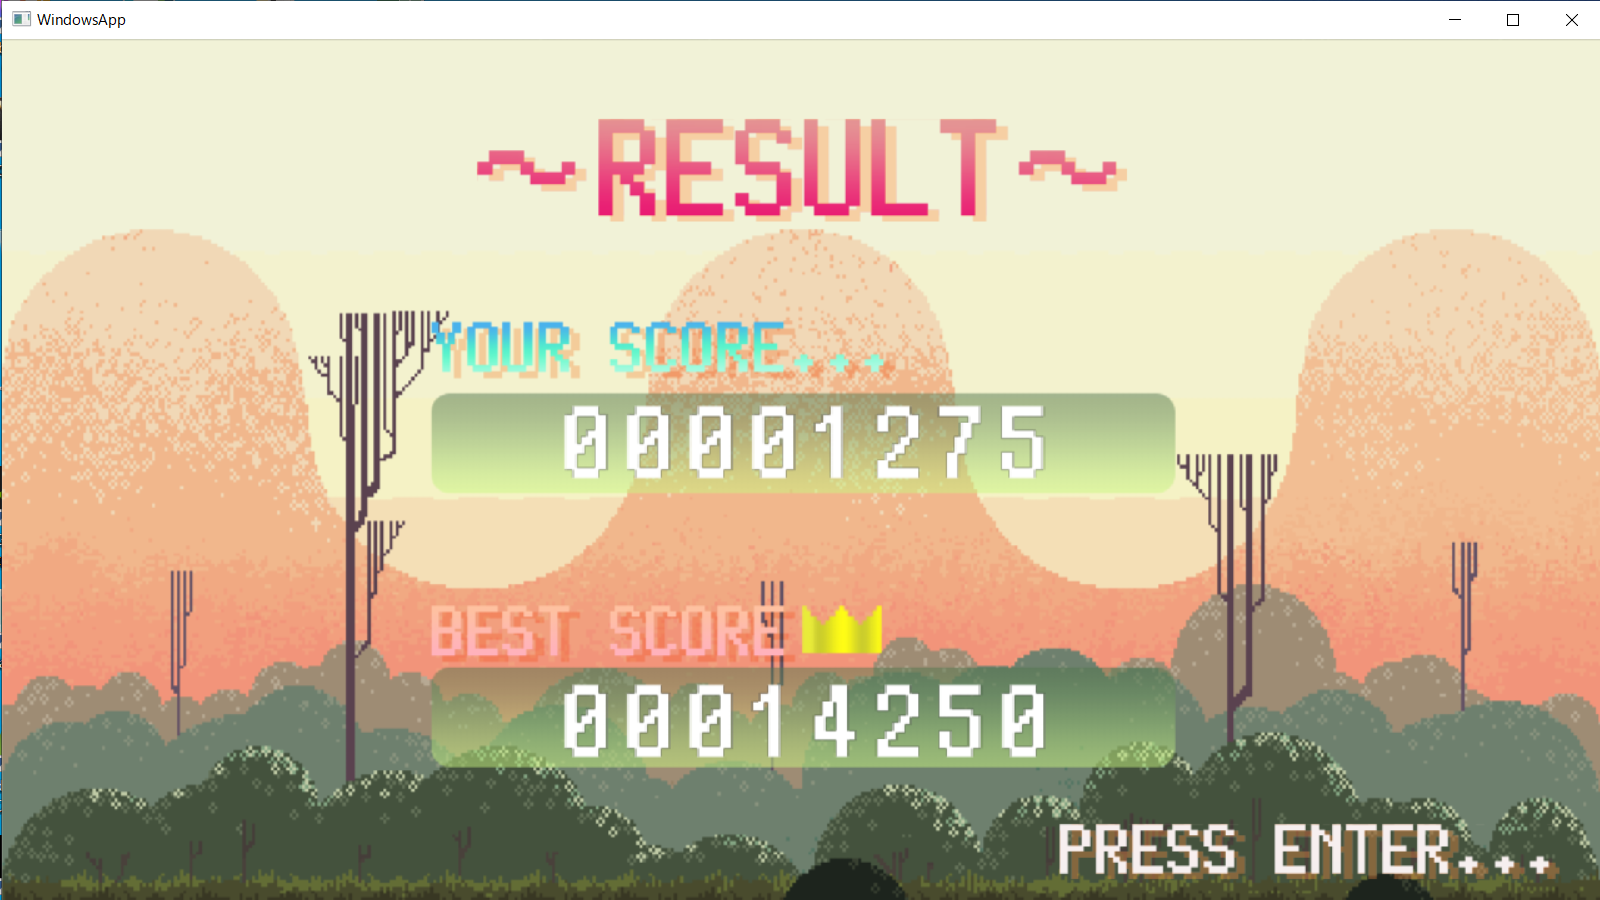 WindowsApp
~RESULT~
YOUR SCORE...
00001275
BEST SCORE
00014250
PRESS ENTER...